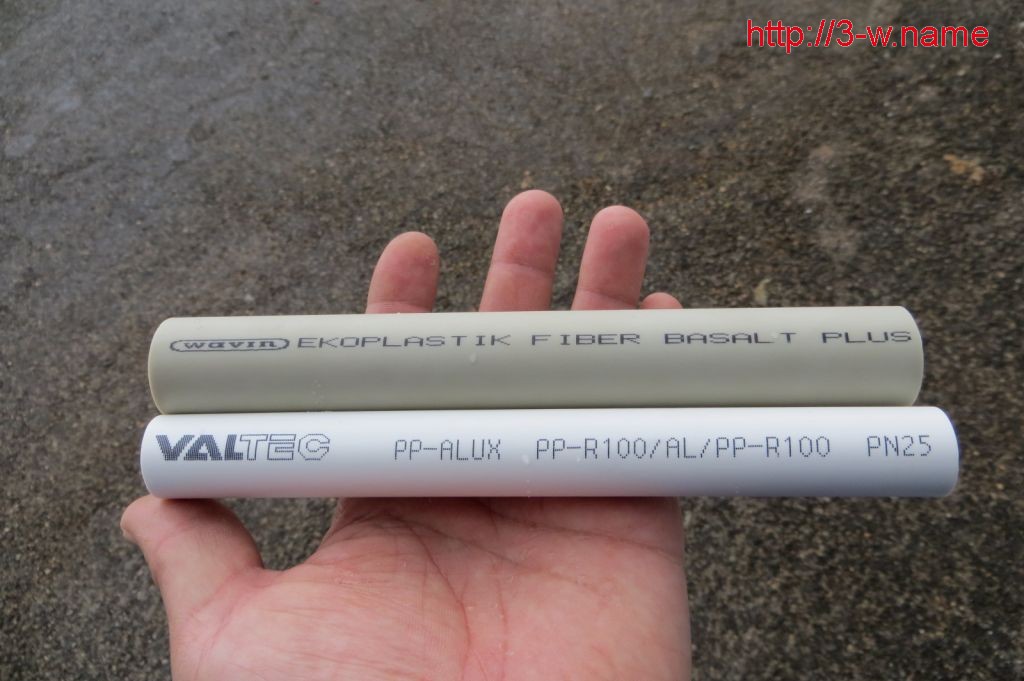 http://3-w.name
wavin EKOPLASTIK FIBER BASALT PLUS
VALTEC PP-ALUX PP-R100/AL/PP-R100 PN25